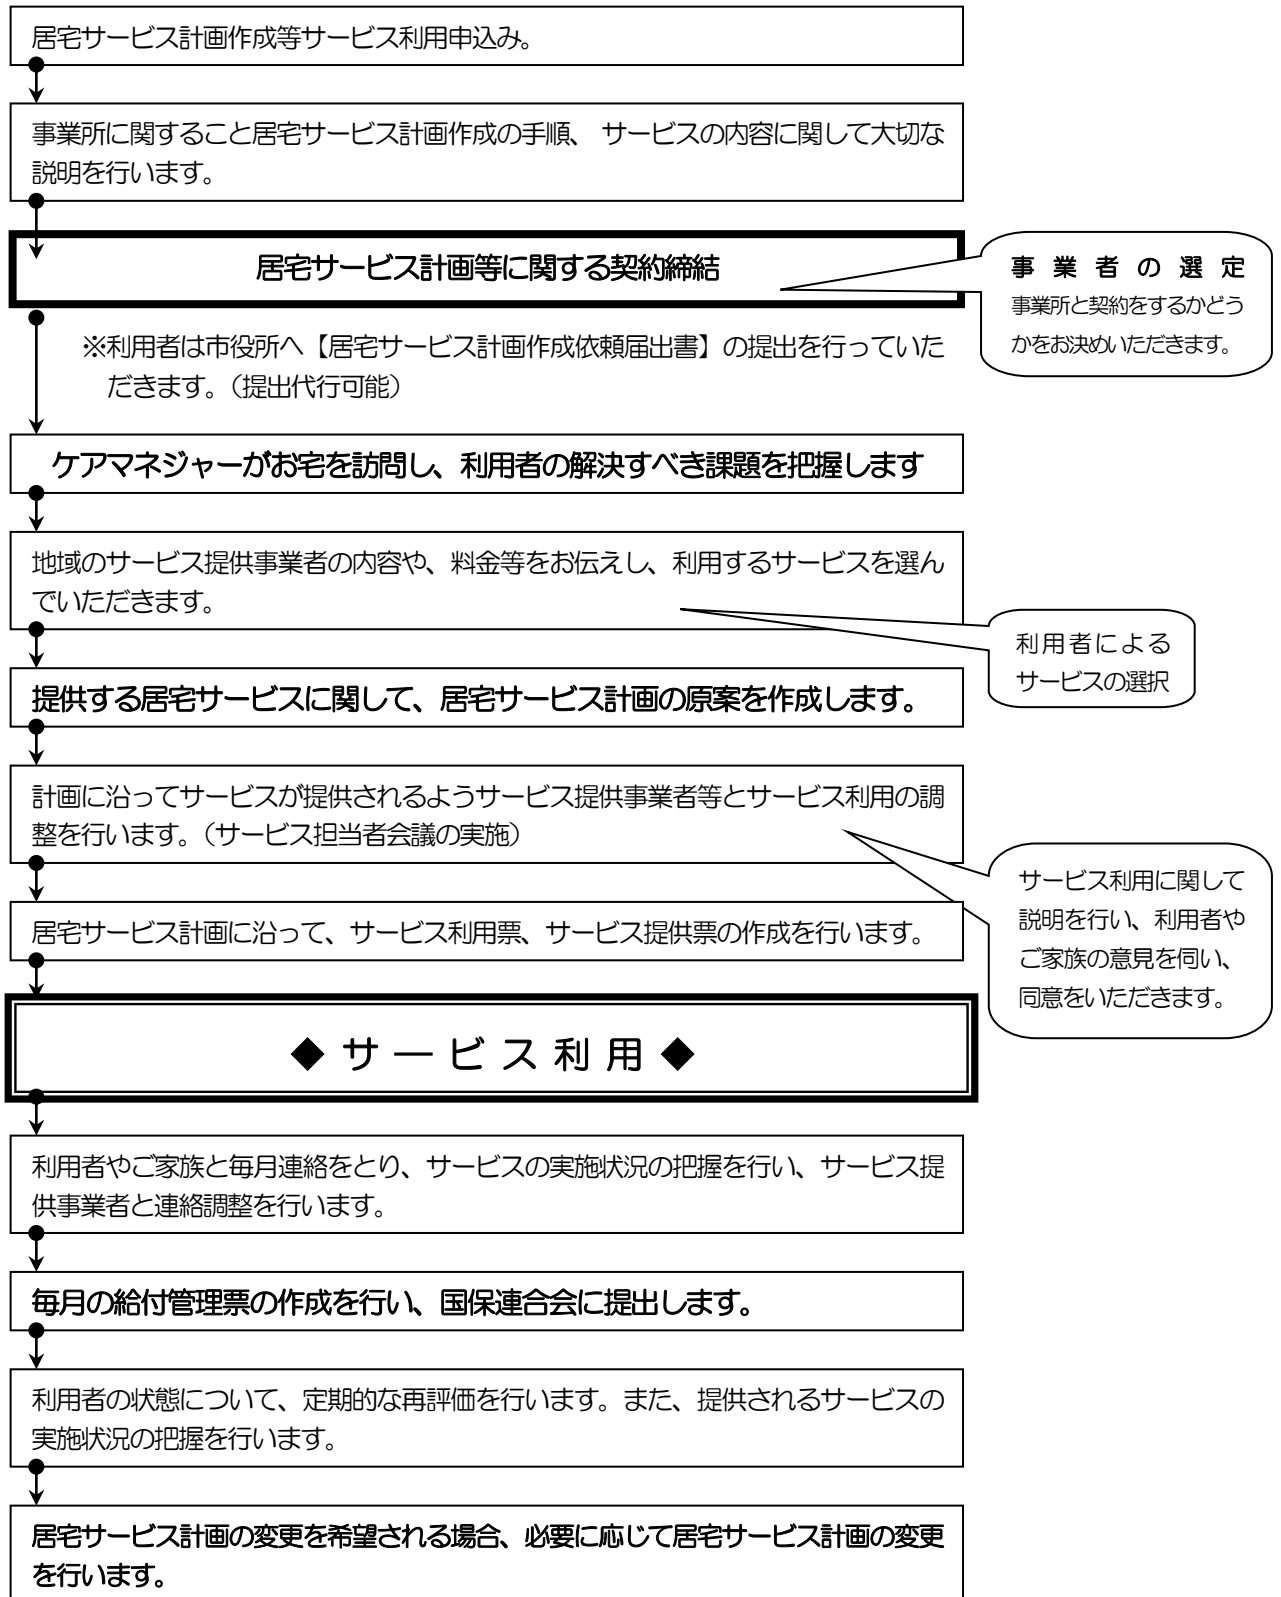 居宅サービス計画作成等サービス利用申込み。
事業所に関すること居宅サービス計画作成の手順、 サービスの内容に関して大切な
説明を行います。
居宅サービス計画等に関する契約締結
事 業 者 の 選 定
事業所と契約をするかどう
かをお決めいただきます。
※利用者は市役所へ【居宅サービス計画作成依頼届出書】の提出を行っていた
だきます。（提出代行可能）
ケアマネジャーがお宅を訪問し、利用者の解決すべき課題を把握します
地域のサービス提供事業者の内容や、料金等をお伝えし、利用するサービスを選ん
でいただきます。
利用者による
サービスの選択
提供する居宅サービスに関して、居宅サービス計画の原案を作成します。
計画に沿ってサービスが提供されるようサービス提供事業者等とサービス利用の調
整を行います。（サービス担当者会議の実施）
サービス利用に関して
説明を行い、利用者や
ご家族の意見を伺い、
同意をいただきます。
居宅サービス計画に沿って、サービス利用票、サービス提供票の作成を行います。
◆ サ ー ビ ス 利 用 ◆
利用者やご家族と毎月連絡をとり、サービスの実施状況の把握を行い、サービス提
供事業者と連絡調整を行います。
毎月の給付管理票の作成を行い、国保連合会に提出します。
利用者の状態について、定期的な再評価を行います。また、提供されるサービスの
実施状況の把握を行います。
居宅サービス計画の変更を希望される場合、必要に応じて居宅サービス計画の変更
を行います。